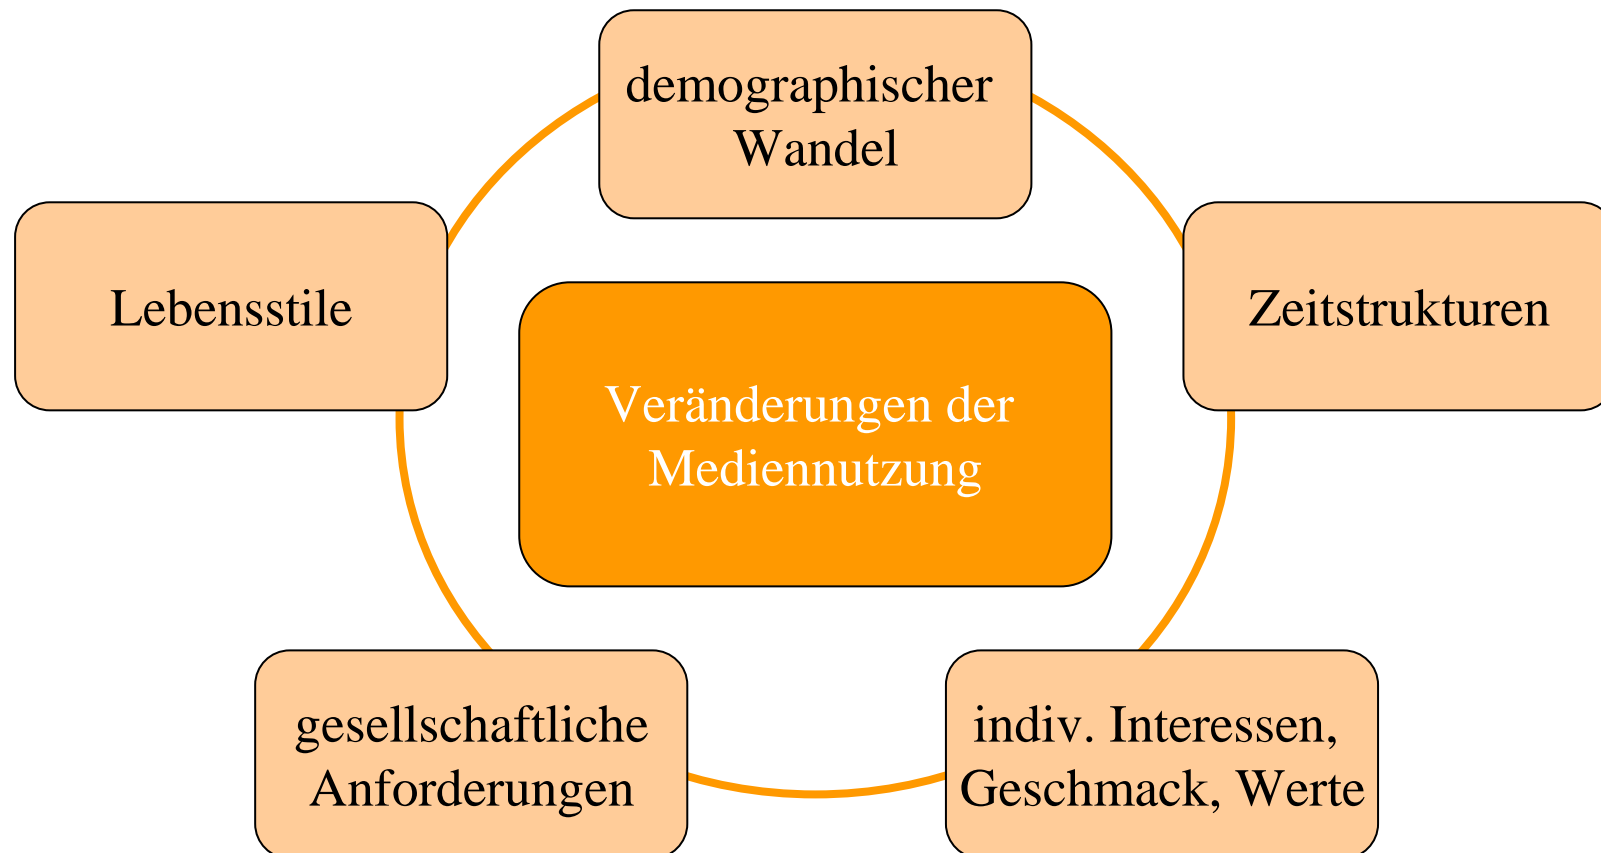 demographischer
Wandel
Lebensstile
Zeitstrukturen
Veränderungen der
Mediennutzung
gesellschaftliche
Anforderungen
indiv. Interessen,
Geschmack, Werte